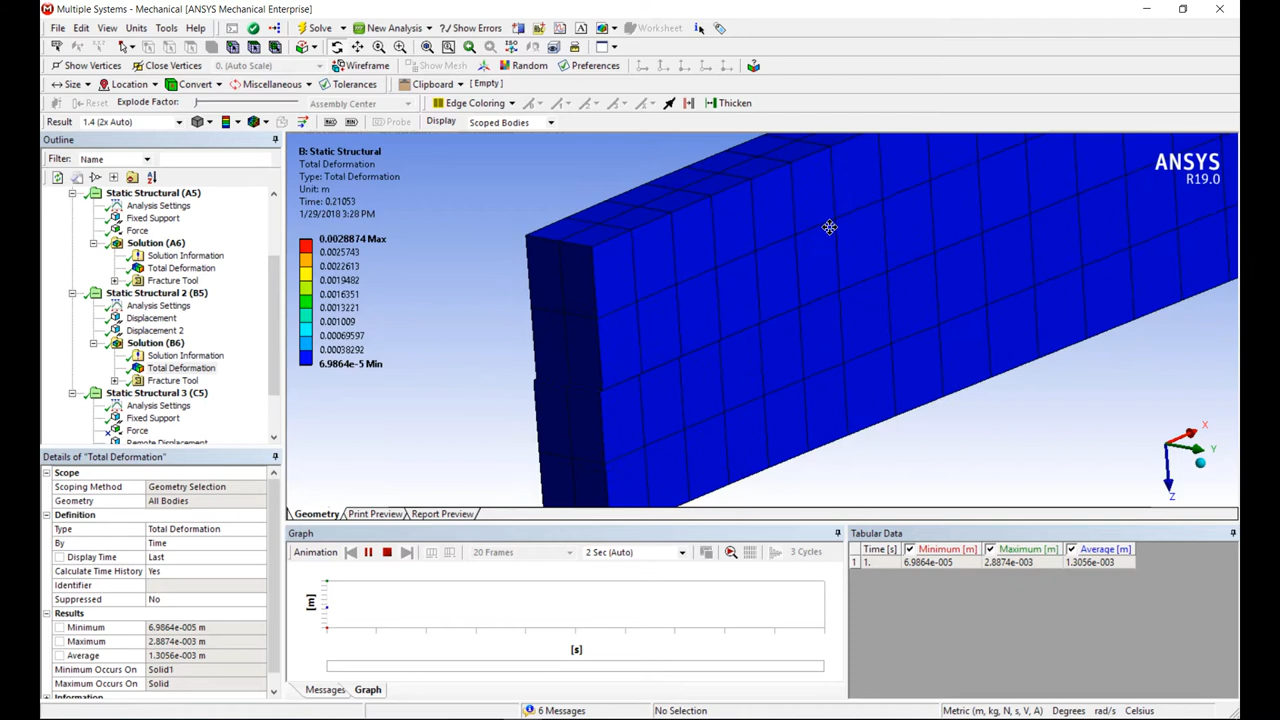 Multiple Systems - Mechanical [ANSYS Mechanical Enterprise]
File Edit View Units Tools Help Solve New Analysis ? Show Errors Worksheet
Show Vertices Close Vertices 0. (Auto Scale) Wireframe Show Mesh Random Preferences
Size Location Convert Miscellaneous Tolerances Clipboard [ Empty ]
Reset Explode Factor: Assembly Center Edge Coloring Thicken
Result 1.4 (2x Auto) Probe Display Scoped Bodies
Outline
Filter: Name
Static Structural (A5)
Analysis Settings
Fixed Support
Force
Solution (A6)
Solution Information
Total Deformation
Fracture Tool
Static Structural 2 (B5)
Analysis Settings
Displacement
Displacement 2
Solution (B6)
Solution Information
Total Deformation
Fracture Tool
Static Structural 3 (C5)
Analysis Settings
Fixed Support
Force
Remote Displacement
Details of "Total Deformation"
Scope
Scoping Method Geometry Selection
Geometry All Bodies
Definition
Type Total Deformation
By Time
Display Time Last
Calculate Time History Yes
Identifier
Suppressed No
Results
Minimum 6.9864e-005 m
Maximum 2.8874e-003 m
Average 1.3056e-003 m
Minimum Occurs On Solid1
Maximum Occurs On Solid
Information
B: Static Structural
Total Deformation
Type: Total Deformation
Unit: m
Time: 0.21053
1/29/2018 3:28 PM
0.0028874 Max
0.0025743
0.0022613
0.0019482
0.0016351
0.0013221
0.001009
0.00069597
0.00038292
6.9864e-5 Min
ANSYS
R19.0
X
Y
Z
Geometry Print Preview Report Preview
Graph
Animation 20 Frames 2 Sec (Auto) 3 Cycles
[m]
[s]
Messages Graph
Tabular Data
Time [s] Minimum [m] Maximum [m] Average [m]
1 1. 6.9864e-005 2.8874e-003 1.3056e-003
6 Messages No Selection Metric (m, kg, N, s, V, A) Degrees rad/s Celsius